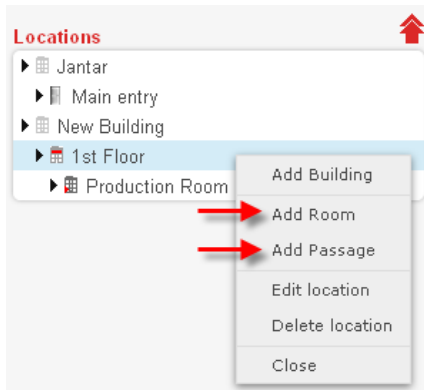 Locations
Jantar
Main entry
New Building
1st Floor
Production Room
Add Building
Add Room
Add Passage
Edit location
Delete location
Close